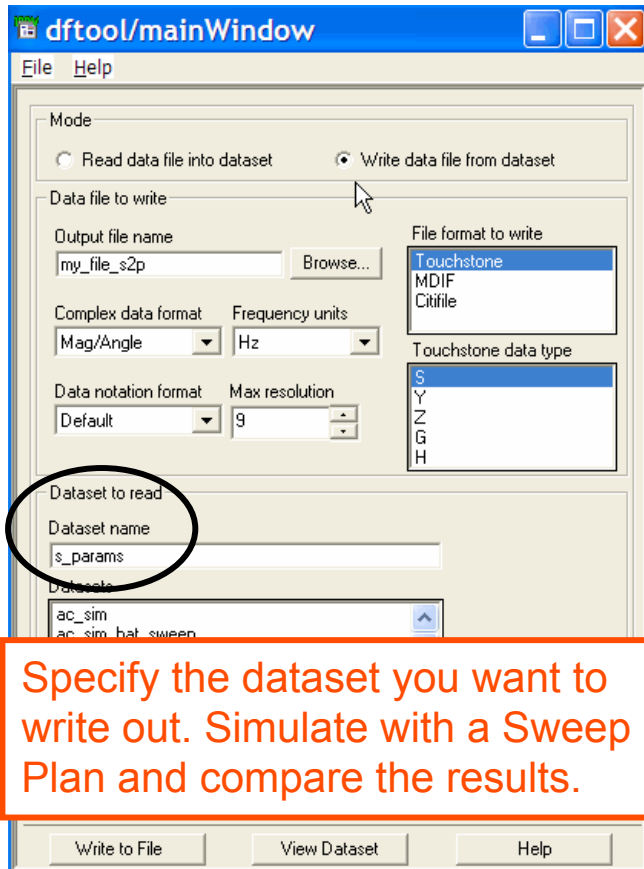 dftool/mainWindow
File Help
Mode
Read data file into dataset
Write data file from dataset
Data file to write
Output file name
my_file_s2p
Browse...
File format to write
Touchstone
MDIF
Citifile
Complex data format
Frequency units
Mag/Angle
Hz
Touchstone data type
S
Y
Z
G
H
Data notation format
Max resolution
Default
9
Dataset to read
Dataset name
s_params
Datasets
ac_sim
ac_sim_bat_sweep
Specify the dataset you want to
write out. Simulate with a Sweep
Plan and compare the results.
Write to File
View Dataset
Help